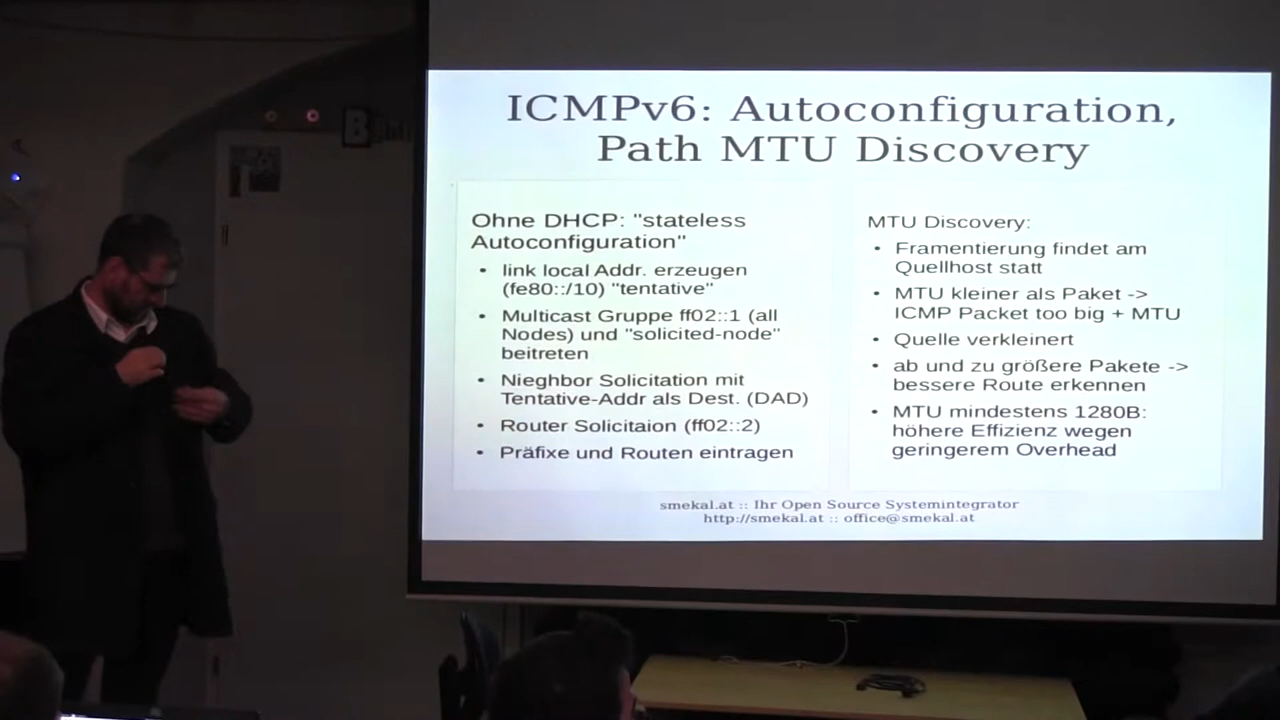 ICMPv6: Autoconfiguration,
Path MTU Discovery
Ohne DHCP: "stateless
Autoconfiguration"
• link local Addr. erzeugen
(fe80::/10) "tentative"
• Multicast Gruppe ff02::1 (all
Nodes) und "solicited-node"
beitreten
• Nieghbor Solicitation mit
Tentative-Addr als Dest. (DAD)
• Router Solicitaion (ff02::2)
• Präfixe und Routen eintragen
MTU Discovery:
• Framentierung findet am
Quellhost statt
• MTU kleiner als Paket ->
ICMP Packet too big + MTU
• Quelle verkleinert
• ab und zu größere Pakete ->
bessere Route erkennen
• MTU mindestens 1280B:
höhere Effizienz wegen
geringerem Overhead
smekal.at :: Ihr Open Source Systemintegrator
http://smekal.at :: office@smekal.at
B